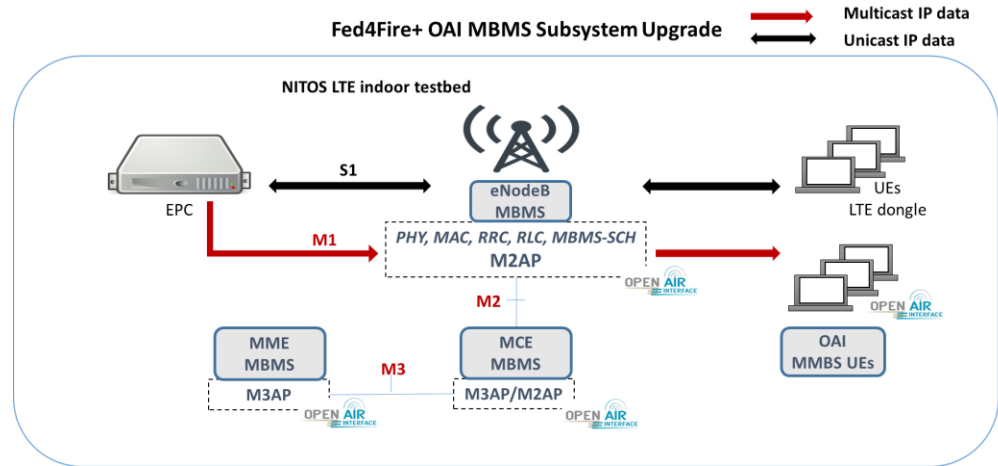 Fed4Fire+ OAI MBMS Subsystem Upgrade
Multicast IP data
Unicast IP data
NITOS LTE indoor testbed
S1
eNodeB
MBMS
UEs
LTE dongle
EPC
M1
PHY, MAC, RRC, RLC, MBMS-SCH
M2AP
OPEN AIR
INTERFACE
M2
OPEN AIR
INTERFACE
MME
MBMS
M3
MCE
MBMS
OAI
MMBS UEs
M3AP
M3AP/M2AP
OPEN AIR
INTERFACE
OPEN AIR
INTERFACE